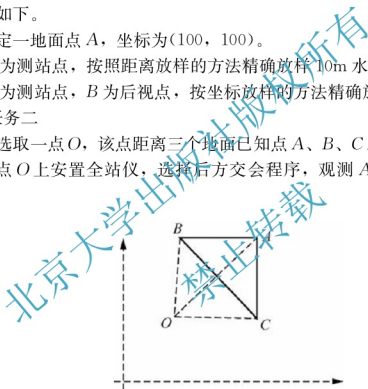 如下。
定一地面点 A，坐标为(100，100)。
为测站点，按照距离放样的方法精确放样 10m 水
为测站点，B 为后视点，按坐标放样的方法精确放
任务二
选取一点O，该点距离三个地面已知点 A、B、C
点 O 上安置全站仪，选择后方交会程序，观测 A
B
A
O
C
北京大学出版社版权所有
禁止转载